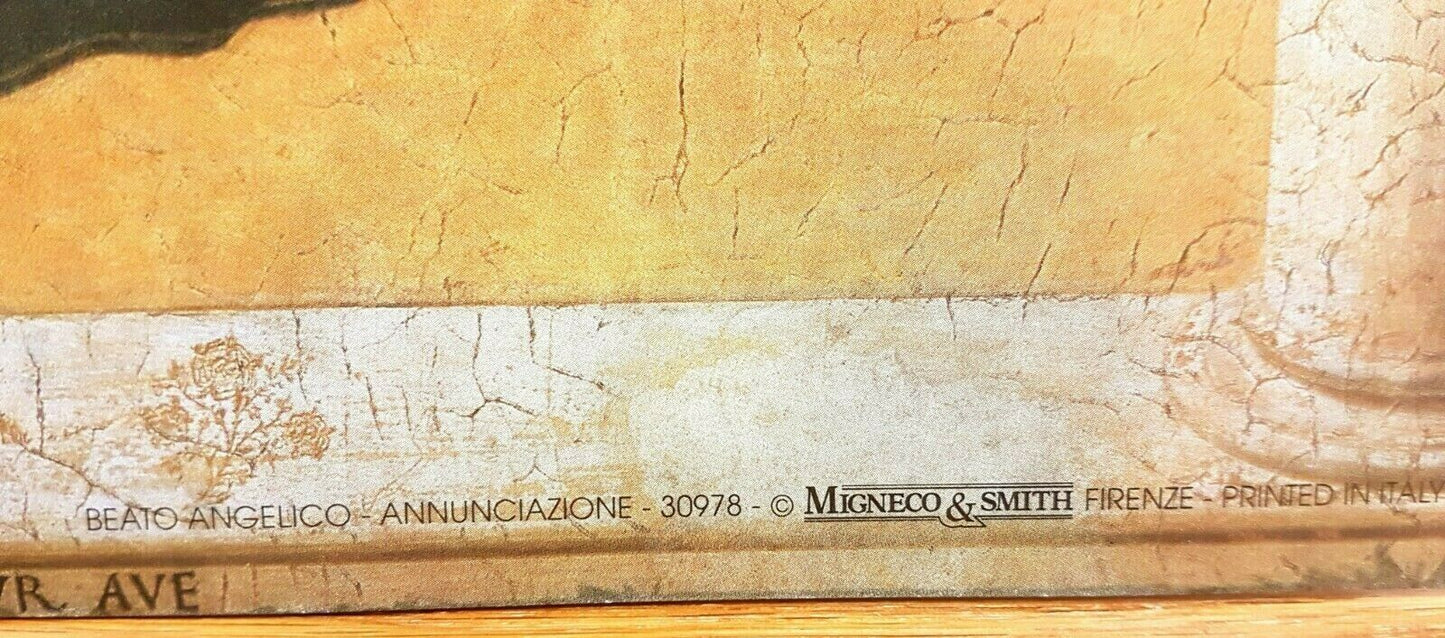 BEATO ANGELICO - ANNUNCIAZIONE - 30978 - © MIGNECO & SMITH FIRENZE - PRINTED IN ITALY
VR AVE